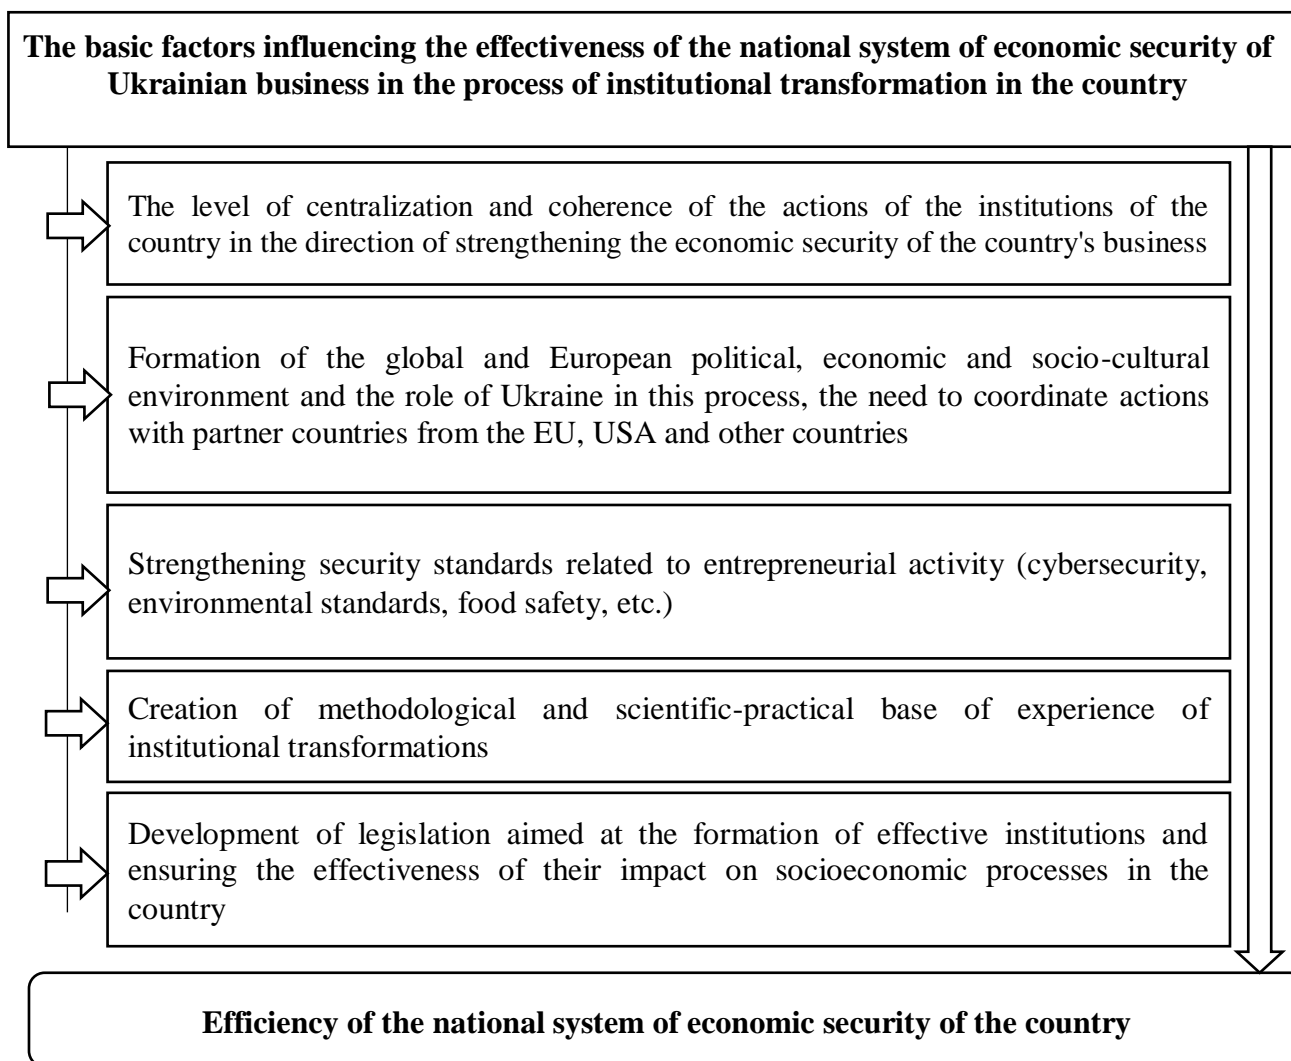 The basic factors influencing the effectiveness of the national system of economic security of
Ukrainian business in the process of institutional transformation in the country
The level of centralization and coherence of the actions of the institutions of the
country in the direction of strengthening the economic security of the country's business
Formation of the global and European political, economic and socio-cultural
environment and the role of Ukraine in this process, the need to coordinate actions
with partner countries from the EU, USA and other countries
Strengthening security standards related to entrepreneurial activity (cybersecurity,
environmental standards, food safety, etc.)
Creation of methodological and scientific-practical base of experience of
institutional transformations
Development of legislation aimed at the formation of effective institutions and
ensuring the effectiveness of their impact on socioeconomic processes in the
country
Efficiency of the national system of economic security of the country